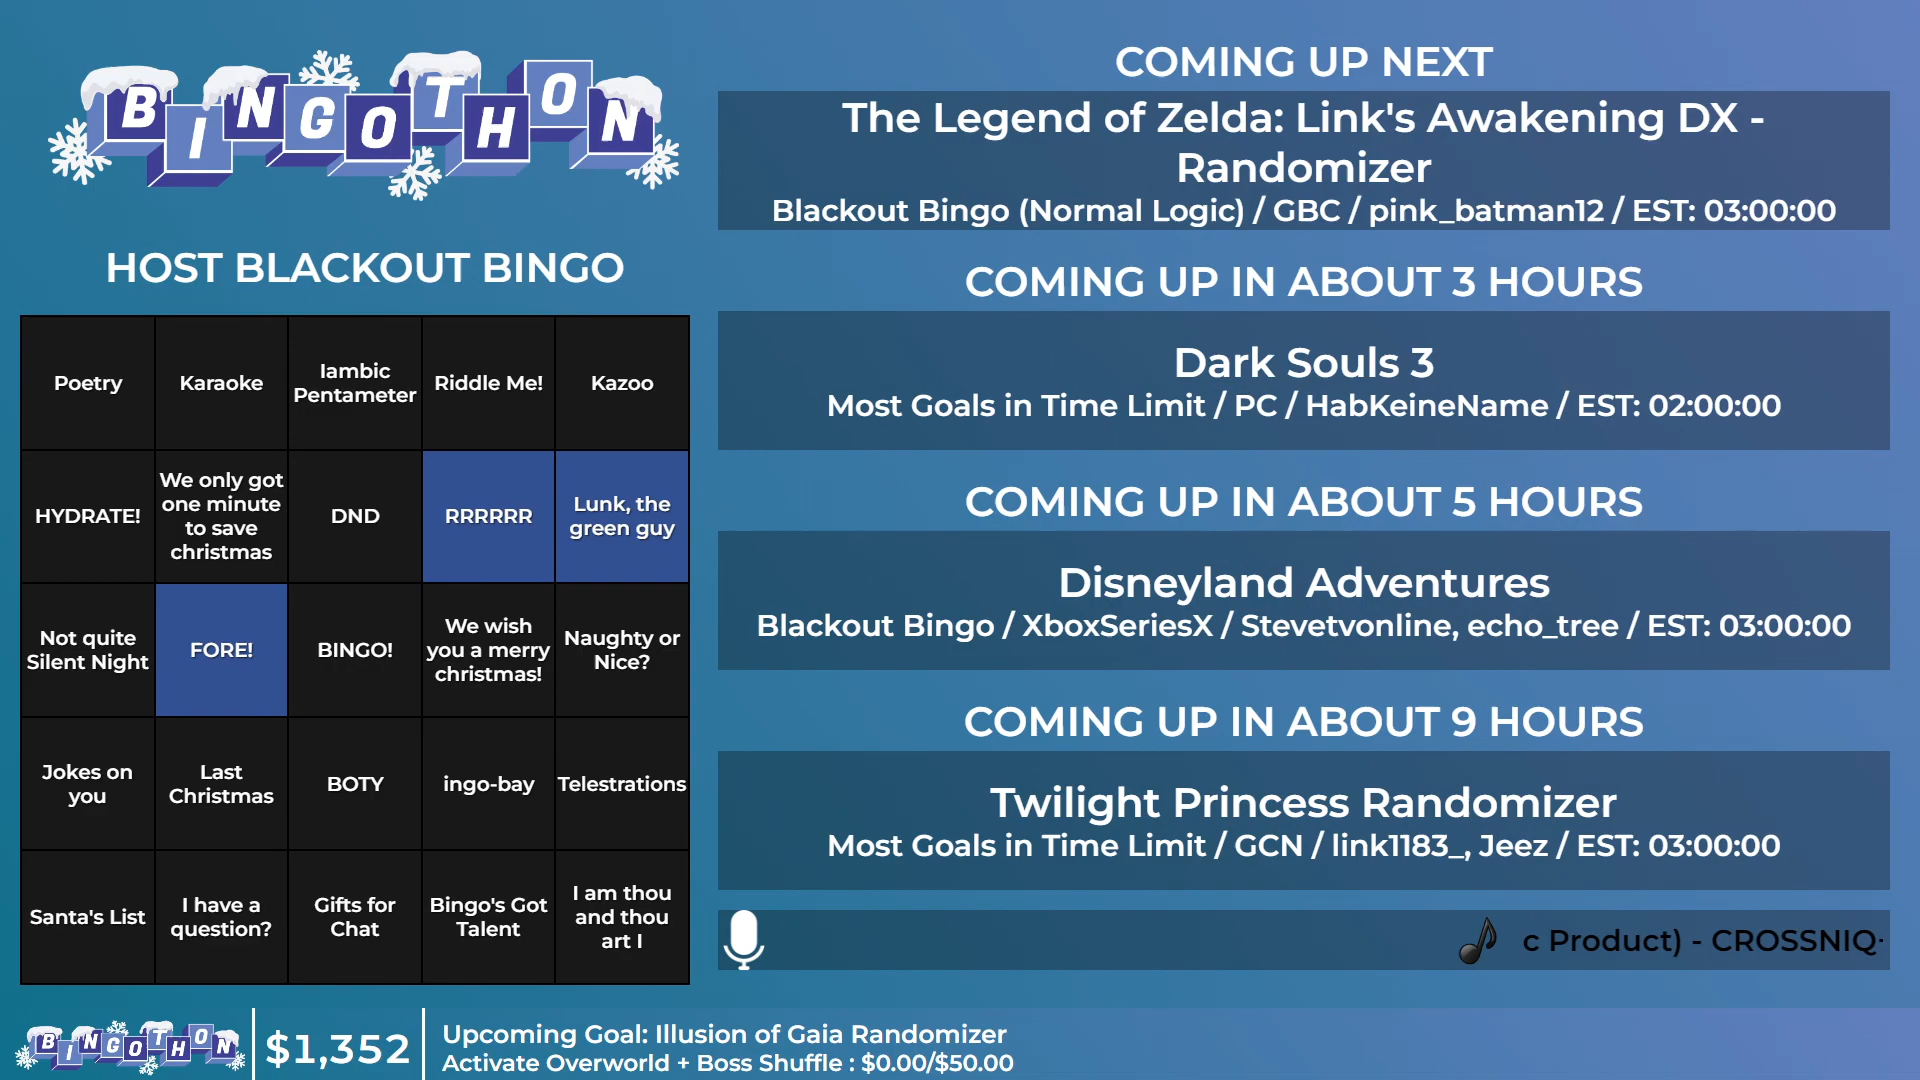 BINGOTHON
HOST BLACKOUT BINGO
Poetry
Karaoke
Iambic
Pentameter
Riddle Me!
Kazoo
HYDRATE!
We only got
one minute
to save
christmas
DND
RRRRRR
Lunk, the
green guy
Not quite
Silent Night
FORE!
BINGO!
We wish
you a merry
christmas!
Naughty or
Nice?
Jokes on
you
Last
Christmas
BOTY
ingo-bay
Telestrations
Santa's List
I have a
question?
Gifts for
Chat
Bingo's Got
Talent
I am thou
and thou
art I
COMING UP NEXT
The Legend of Zelda: Link's Awakening DX -
Randomizer
Blackout Bingo (Normal Logic) / GBC / pink_batman12 / EST: 03:00:00
COMING UP IN ABOUT 3 HOURS
Dark Souls 3
Most Goals in Time Limit / PC / HabKeineName / EST: 02:00:00
COMING UP IN ABOUT 5 HOURS
Disneyland Adventures
Blackout Bingo / XboxSeriesX / Stevetvonline, echo_tree / EST: 03:00:00
COMING UP IN ABOUT 9 HOURS
Twilight Princess Randomizer
Most Goals in Time Limit / GCN / link1183_, Jeez / EST: 03:00:00
c Product) - CROSSNIQ
BINGOTHON
$1,352
Upcoming Goal: Illusion of Gaia Randomizer
Activate Overworld + Boss Shuffle : $0.00/$50.00